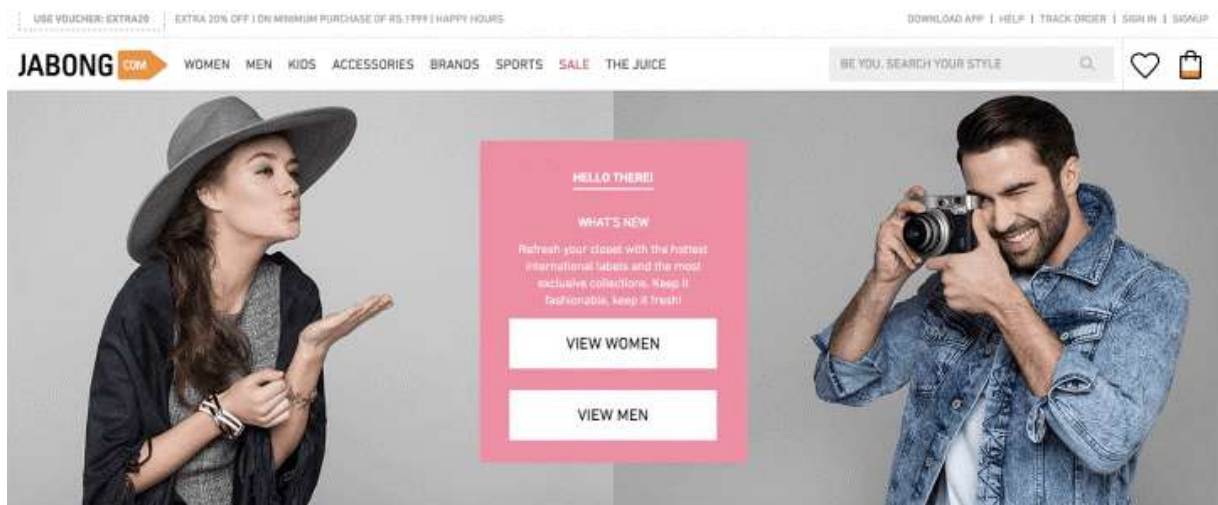 USE VOUCHER: EXTRA20 EXTRA 20% OFF | ON MINIMUM PURCHASE OF RS.1999 | HAPPY HOURS DOWNLOAD APP | HELP | TRACK ORDER | SIGN IN | SIGNUP
JABONG COM WOMEN MEN KIDS ACCESSORIES BRANDS SPORTS SALE THE JUICE BE YOU. SEARCH YOUR STYLE
HELLO THERE!
WHAT'S NEW
Refresh your closet with the hottest
international labels and the most
exclusive collections. Keep it
fashionable, keep it fresh!
VIEW WOMEN
VIEW MEN